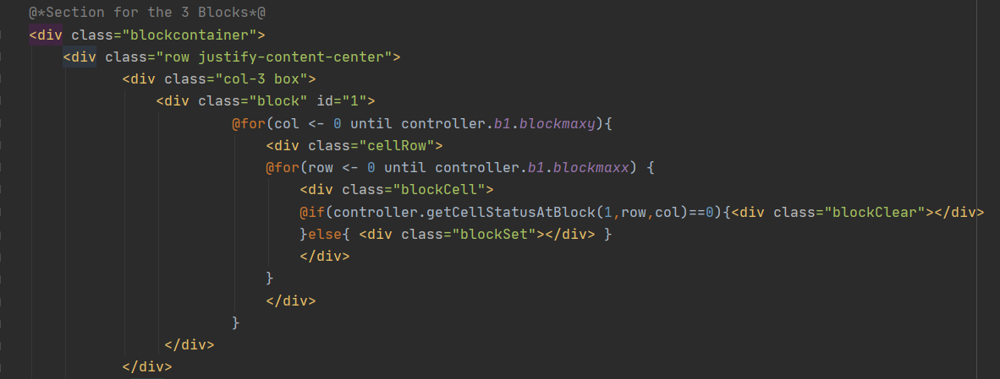 @*Section for the 3 Blocks*@
<div class="blockcontainer">
<div class="row justify-content-center">
<div class="col-3 box">
<div class="block" id="1">
@for(col <- 0 until controller.b1.blockmaxy){
<div class="cellRow">
@for(row <- 0 until controller.b1.blockmaxx) {
<div class="blockCell">
@if(controller.getCellStatusAtBlock(1,row,col)==0){<div class="blockClear"></div>
}else{ <div class="blockSet"></div> }
</div>
}
</div>
}
</div>
</div>